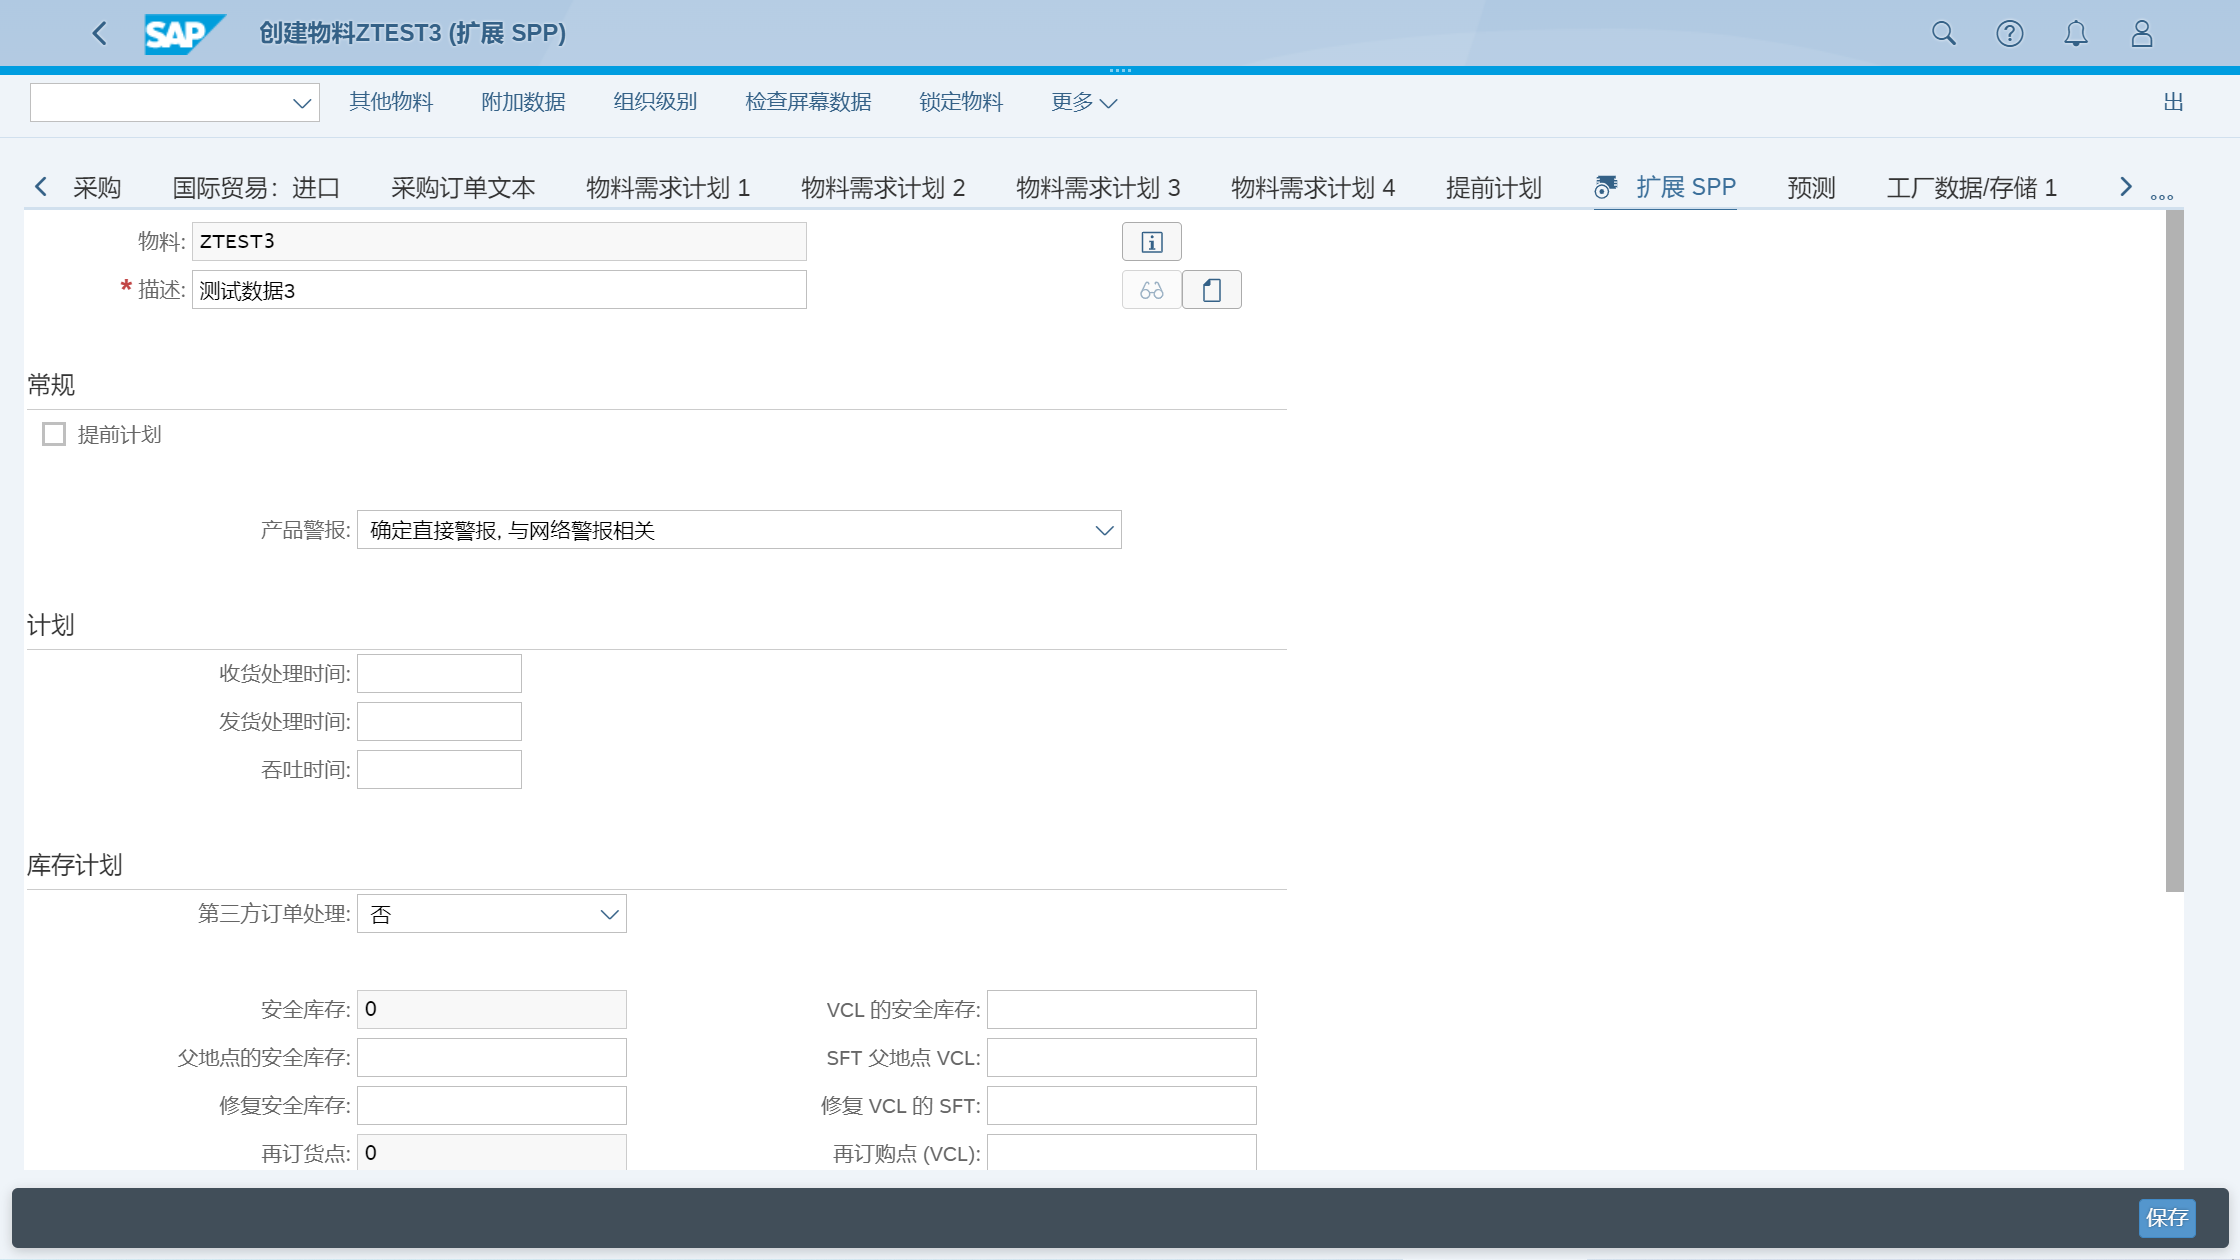 SAP 创建物料ZTEST3 (扩展 SPP)
其他物料 附加数据 组织级别 检查屏幕数据 锁定物料 更多 出
采购 国际贸易：进口 采购订单文本 物料需求计划 1 物料需求计划 2 物料需求计划 3 物料需求计划 4 提前计划 扩展 SPP 预测 工厂数据/存储 1
物料: ZTEST3
* 描述: 测试数据3
常规
提前计划
产品警报: 确定直接警报, 与网络警报相关
计划
收货处理时间:
发货处理时间:
吞吐时间:
库存计划
第三方订单处理: 否
安全库存: 0 VCL 的安全库存:
父地点的安全库存: SFT 父地点 VCL:
修复安全库存: 修复 VCL 的 SFT:
再订货点: 0 再订购点 (VCL):
保存